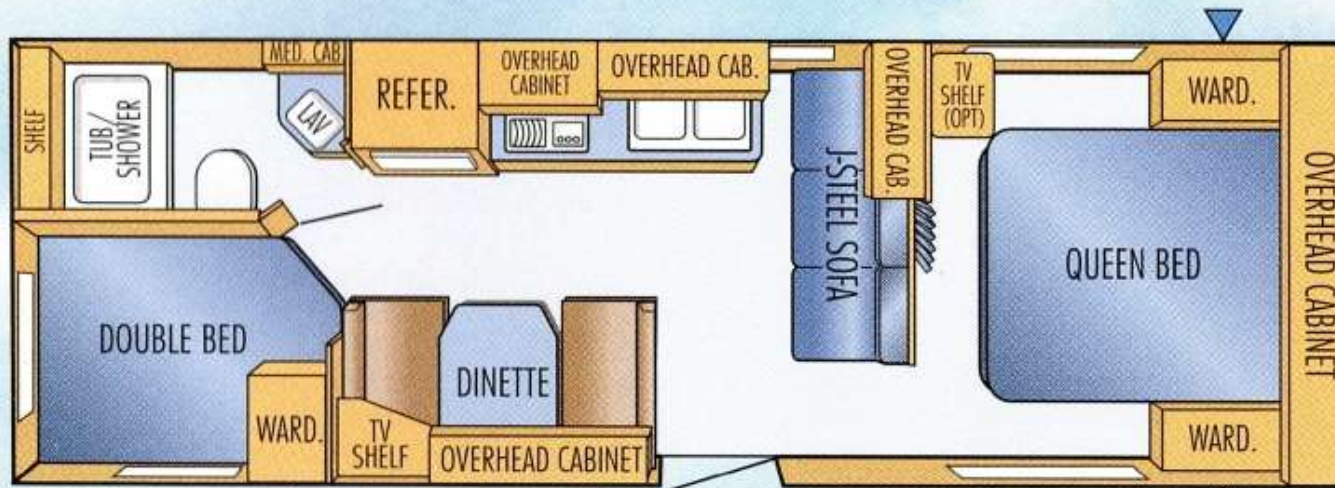 SHELF
TUB/
SHOWER
MED. CAB
LAV
REFER.
OVERHEAD
CABINET
OVERHEAD CAB.
J-STEEL SOFA
OVERHEAD CAB.
TV
SHELF
(OPT)
WARD.
QUEEN BED
OVERHEAD CABINET
WARD.
DOUBLE BED
WARD.
TV
SHELF
DINETTE
OVERHEAD CABINET